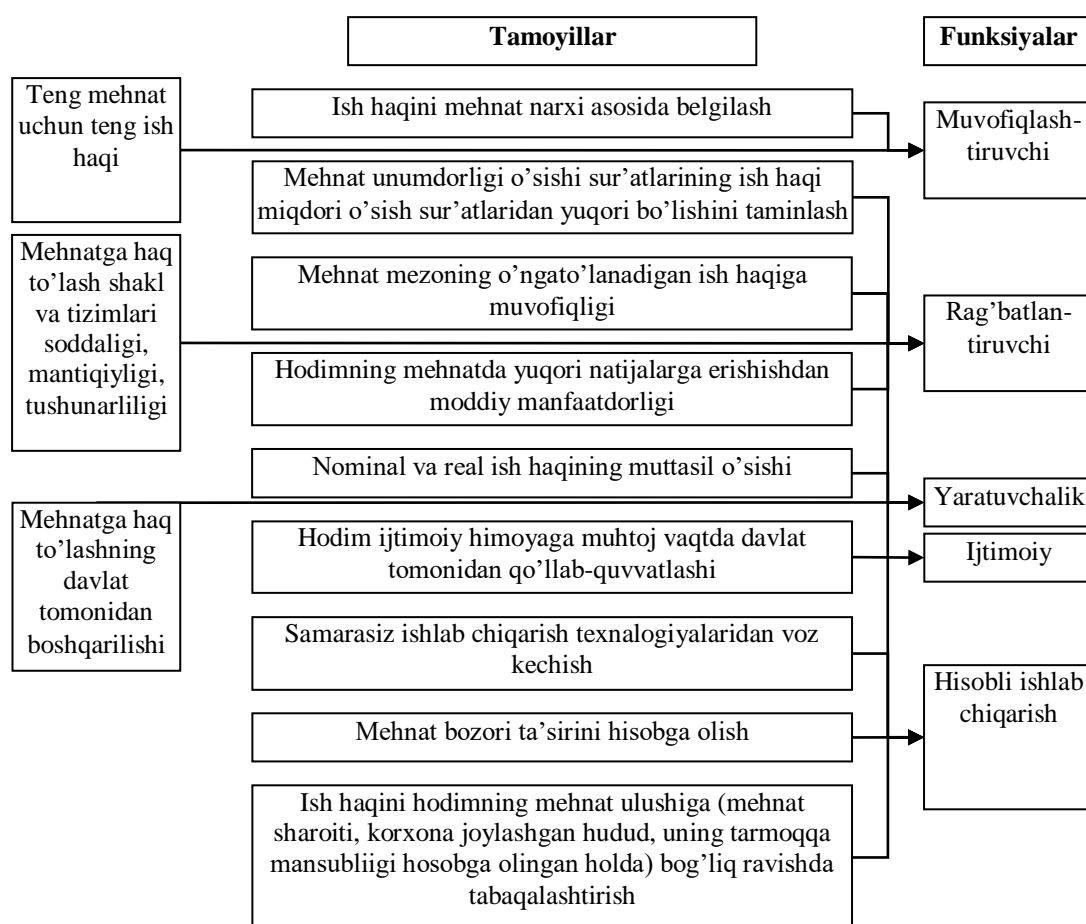 Tamoyillar
Funksiyalar
Teng mehnat
uchun teng ish
haqi
Mehnatga haq
to’lash shakl
va tizimlari
soddaligi,
mantiqiyligi,
tushunarliligi
Mehnatga haq
to’lashning
davlat
tomonidan
boshqarilishi
Ish haqini mehnat narxi asosida belgilash
Mehnat unumdorligi o’sishi sur’atlarining ish haqi
miqdori o’sish sur’atlaridan yuqori bo’lishini taminlash
Mehnat mezoning o’ngato’lanadigan ish haqiga
muvofiqligi
Hodimning mehnatda yuqori natijalarga erishishdan
moddiy manfaatdorligi
Nominal va real ish haqining muttasil o’sishi
Hodim ijtimoiy himoyaga muhtoj vaqtda davlat
tomonidan qo’llab-quvvatlashi
Samarasiz ishlab chiqarish texnalogiyalaridan voz
kechish
Mehnat bozori ta’sirini hisobga olish
Ish haqini hodimning mehnat ulushiga (mehnat
sharoiti, korxona joylashgan hudud, uning tarmoqqa
mansubliigi hosobga olingan holda) bog’liq ravishda
tabaqalashtirish
Muvofiqlash-
tiruvchi
Rag’batlan-
tiruvchi
Yaratuvchalik
Ijtimoiy
Hisobli ishlab
chiqarish